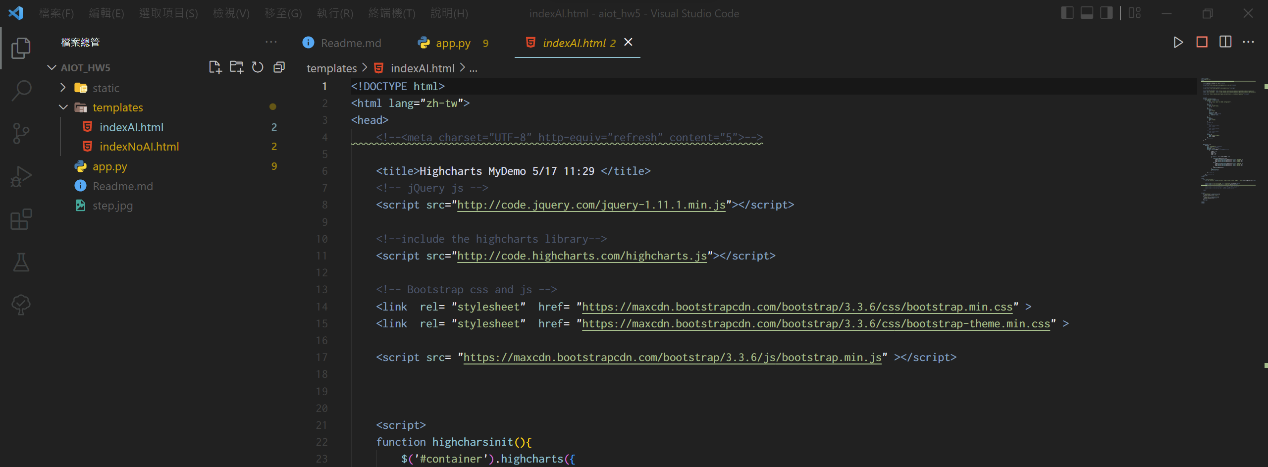 檔案(F) 編輯(E) 選取項目(S) 檢視(V) 移至(G) 執行(R) 終端機(T) 說明(H) indexAI.html - aiot_hw5 - Visual Studio Code
檔案總管 ··· Readme.md app.py 9 indexAI.html 2
AIOT_HW5 templates > indexAI.html > ...
static
templates
indexAI.html 2
indexNoAI.html 2
app.py 9
Readme.md
step.jpg
1 <!DOCTYPE html>
2 <html lang="zh-tw">
3 <head>
4 <!--<meta charset="UTF-8" http-equiv="refresh" content="5">-->
5
6 <title>Highcharts MyDemo 5/17 11:29 </title>
7 <!-- jQuery js -->
8 <script src="http://code.jquery.com/jquery-1.11.1.min.js"></script>
9
10 <!--include the highcharts library-->
11 <script src="http://code.highcharts.com/highcharts.js"></script>
12
13 <!-- Bootstrap css and js -->
14 <link rel= "stylesheet" href= "https://maxcdn.bootstrapcdn.com/bootstrap/3.3.6/css/bootstrap.min.css" >
15 <link rel= "stylesheet" href= "https://maxcdn.bootstrapcdn.com/bootstrap/3.3.6/css/bootstrap-theme.min.css" >
16
17 <script src= "https://maxcdn.bootstrapcdn.com/bootstrap/3.3.6/js/bootstrap.min.js" ></script>
18
19
20
21 <script>
22 function highcharsinit(){
23 $('#container').highcharts({